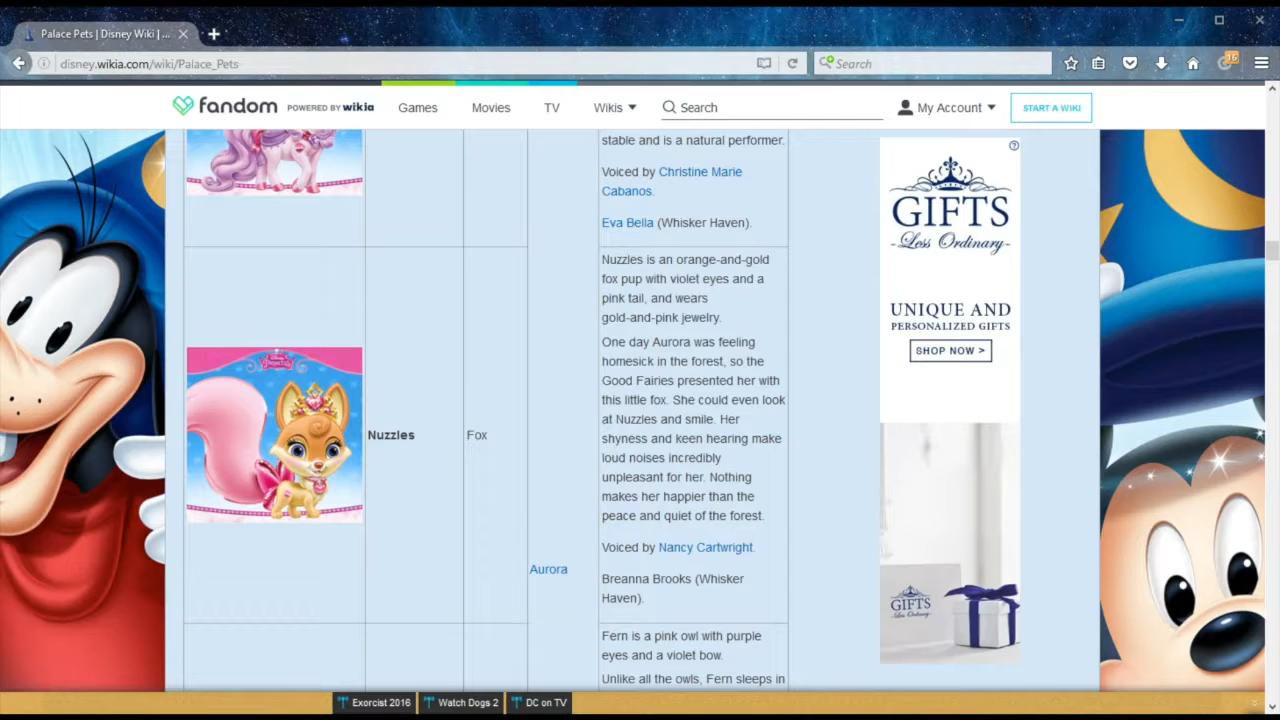 Palace Pets | Disney Wiki |...
disney.wikia.com/wiki/Palace_Pets
Search
16
fandom POWERED BY wikia
Games
Movies
TV
Wikis
Search
My Account
START A WIKI
stable and is a natural performer.
Voiced by Christine Marie
Cabanos.
Eva Bella (Whisker Haven).
Nuzzles
Fox
Aurora
Nuzzles is an orange-and-gold
fox pup with violet eyes and a
pink tail, and wears
gold-and-pink jewelry.
One day Aurora was feeling
homesick in the forest, so the
Good Fairies presented her with
this little fox. She could even look
at Nuzzles and smile. Her
shyness and keen hearing make
loud noises incredibly
unpleasant for her. Nothing
makes her happier than the
peace and quiet of the forest.
Voiced by Nancy Cartwright.
Breanna Brooks (Whisker
Haven).
Fern is a pink owl with purple
eyes and a violet bow.
Unlike all the owls, Fern sleeps in
GIFTS
-Less Ordinary-
UNIQUE AND
PERSONALIZED GIFTS
SHOP NOW >
GIFTS
Exorcist 2016
Watch Dogs 2
DC on TV